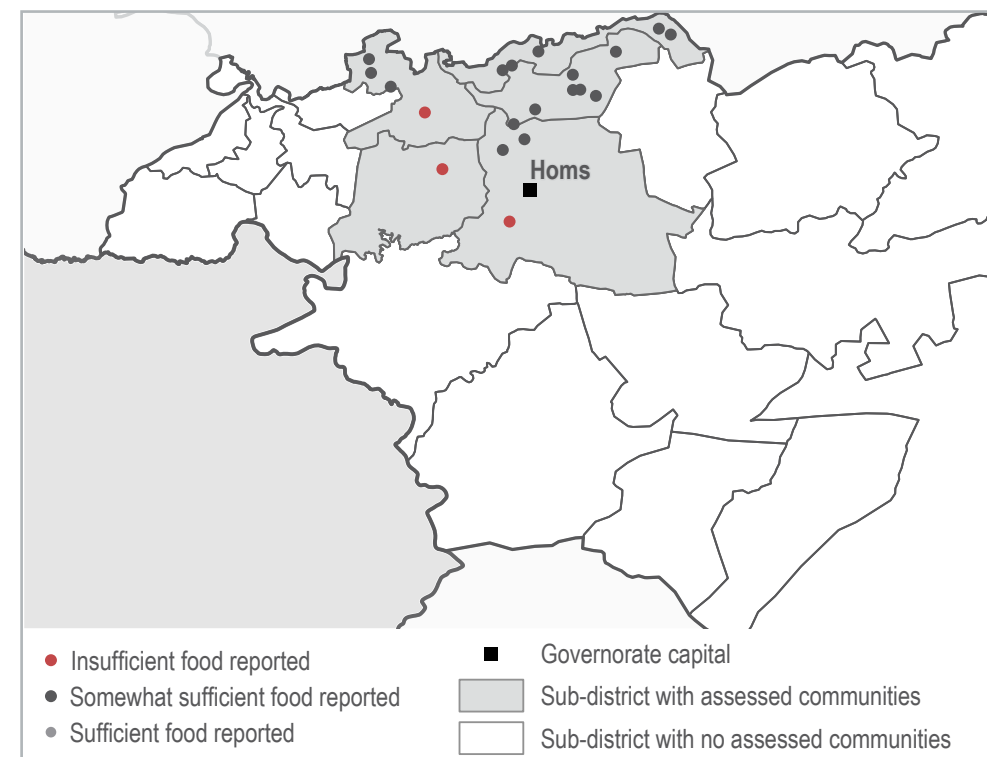 Homs
Insufficient food reported
Somewhat sufficient food reported
Sufficient food reported
Governorate capital
Sub-district with assessed communities
Sub-district with no assessed communities